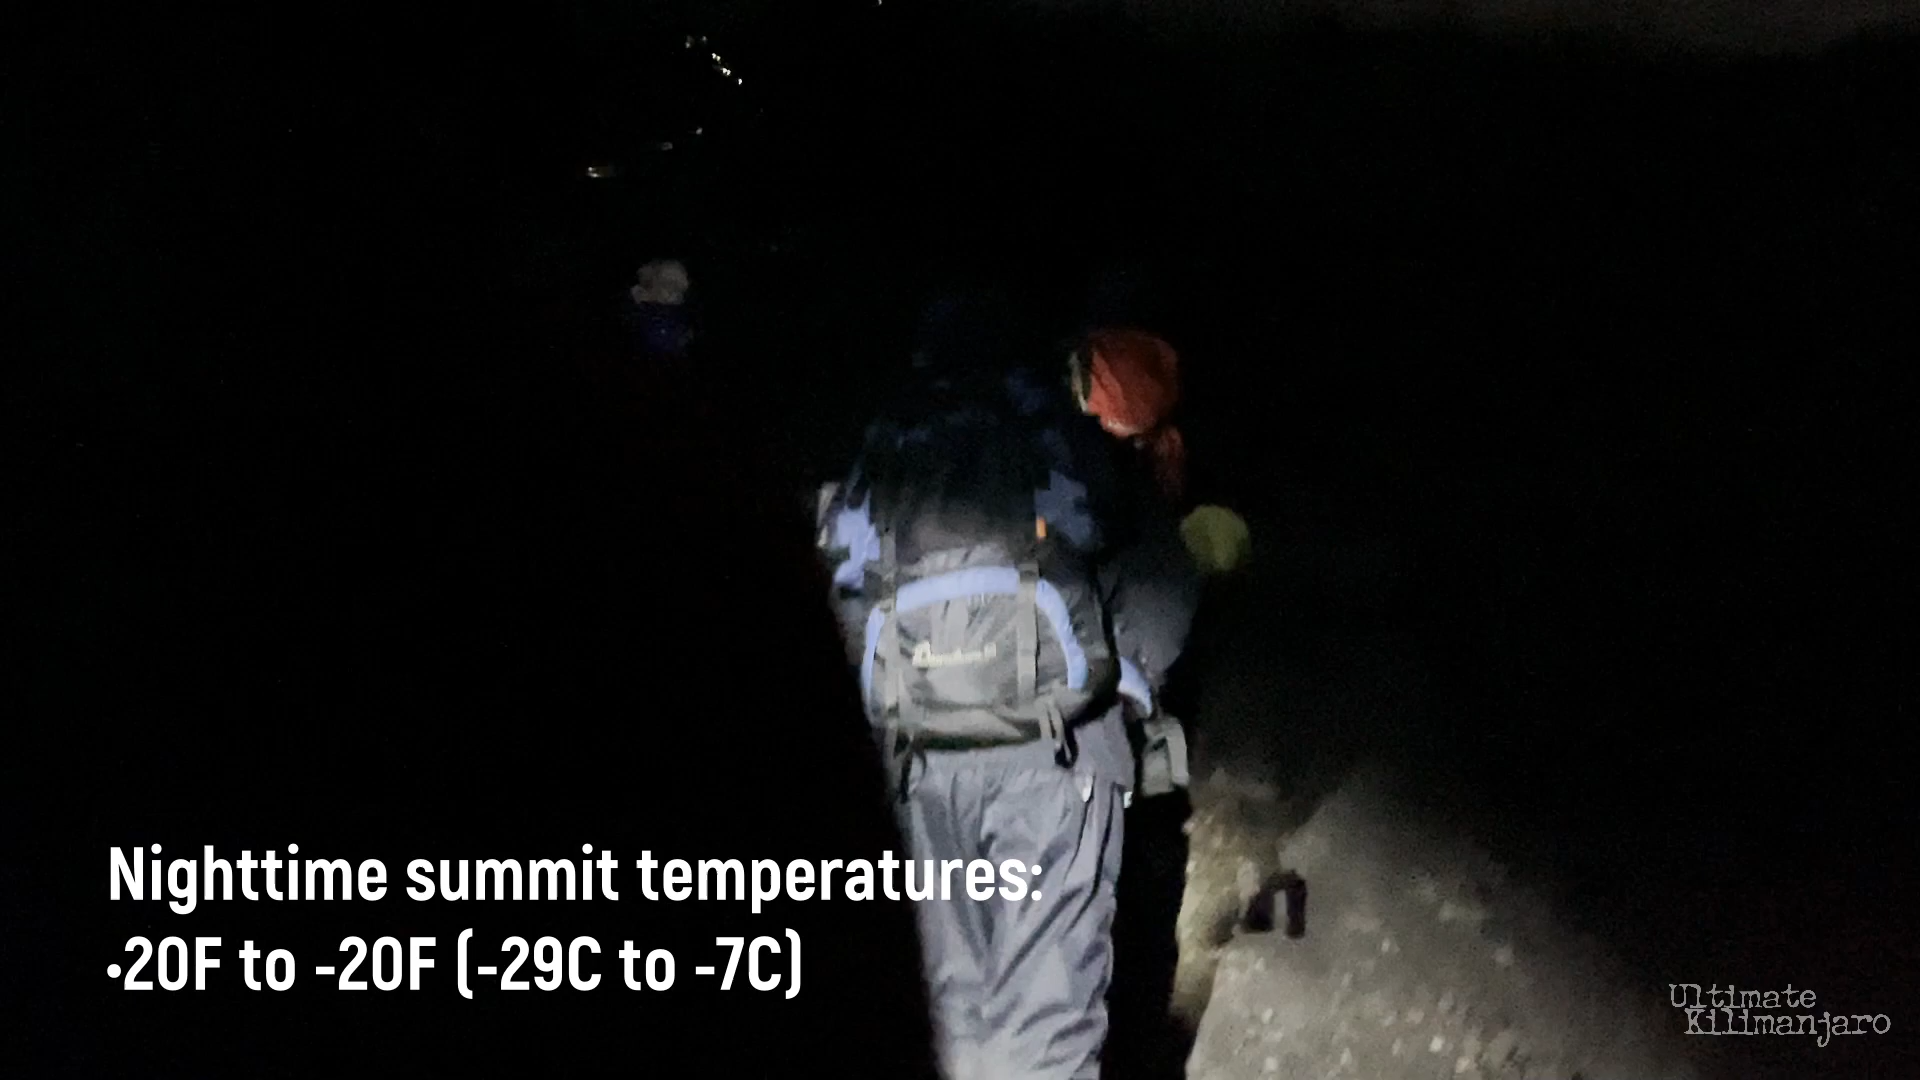 Nighttime summit temperatures:
•20F to -20F (-29C to -7C)
Ultimate
Kilimanjaro